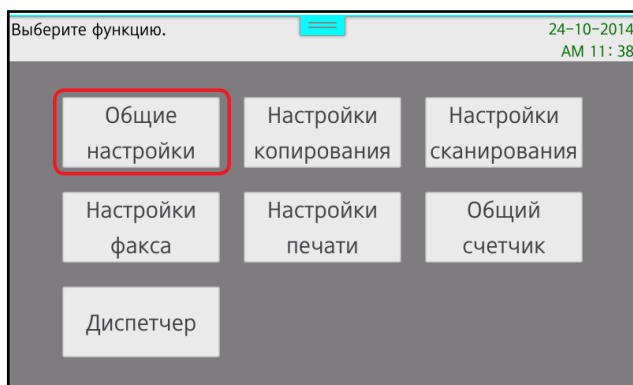 Выберите функцию.
24-10-2014
AM 11: 38
Общие
настройки
Настройки
копирования
Настройки
сканирования
Настройки
факса
Настройки
печати
Общий
счетчик
Диспетчер